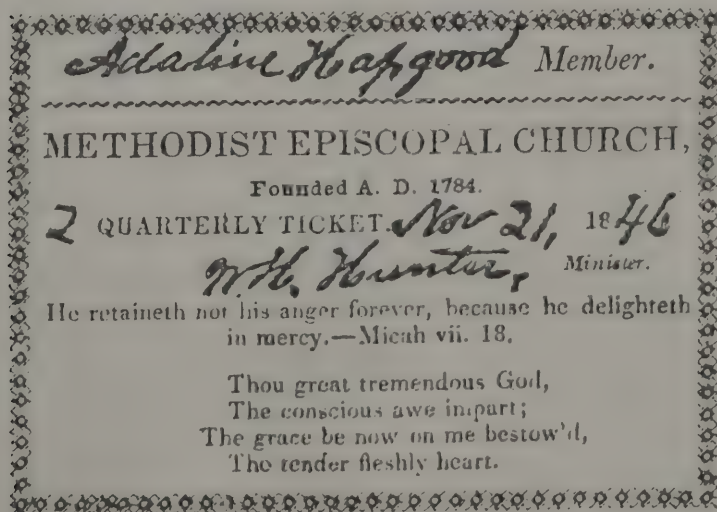 Adaline Hapgood Member.
METHODIST EPISCOPAL CHURCH,
Founded A. D. 1784.
2 QUARTERLY TICKET. Nov 21, 1846
W. H. Hunter, Minister.
He retaineth not his anger forever, because he delighteth
in mercy.—Micah vii. 18.
Thou great tremendous God,
The conscious awe impart;
The grace be now on me bestow'd,
The tender fleshly heart.